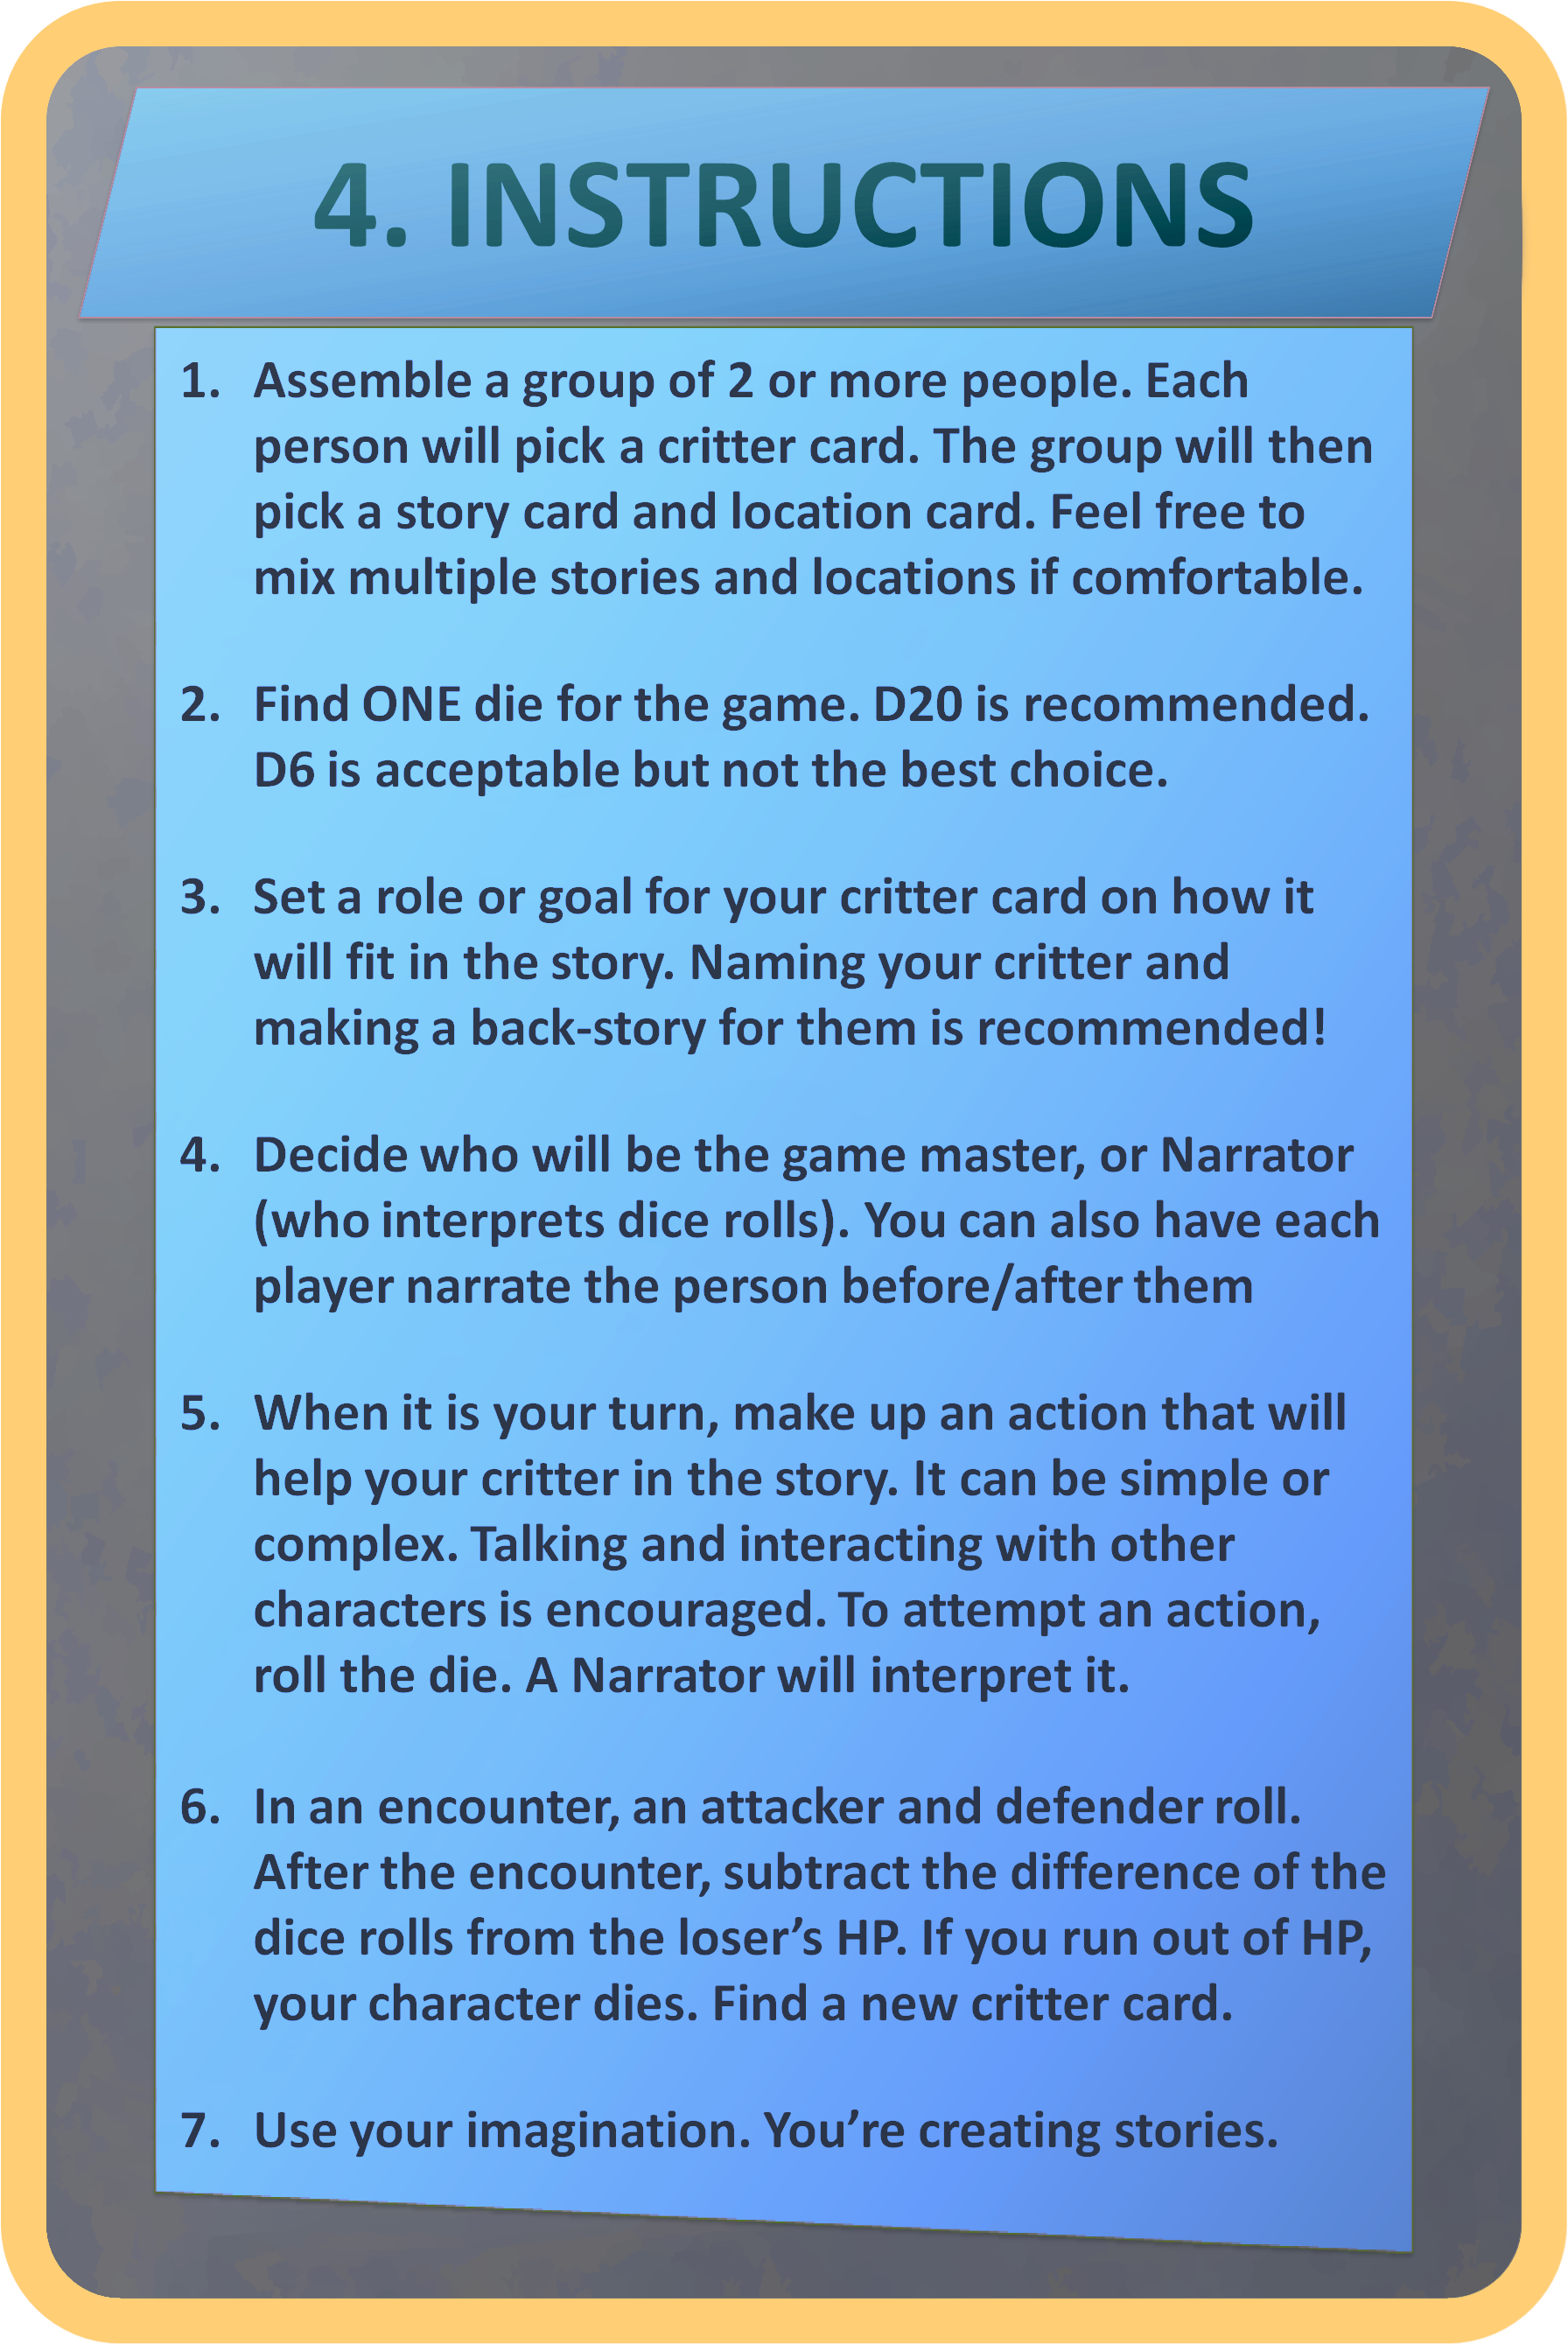 4. INSTRUCTIONS
1. Assemble a group of 2 or more people. Each
person will pick a critter card. The group will then
pick a story card and location card. Feel free to
mix multiple stories and locations if comfortable.
2. Find ONE die for the game. D20 is recommended.
D6 is acceptable but not the best choice.
3. Set a role or goal for your critter card on how it
will fit in the story. Naming your critter and
making a back-story for them is recommended!
4. Decide who will be the game master, or Narrator
(who interprets dice rolls). You can also have each
player narrate the person before/after them
5. When it is your turn, make up an action that will
help your critter in the story. It can be simple or
complex. Talking and interacting with other
characters is encouraged. To attempt an action,
roll the die. A Narrator will interpret it.
6. In an encounter, an attacker and defender roll.
After the encounter, subtract the difference of the
dice rolls from the loser’s HP. If you run out of HP,
your character dies. Find a new critter card.
7. Use your imagination. You’re creating stories.